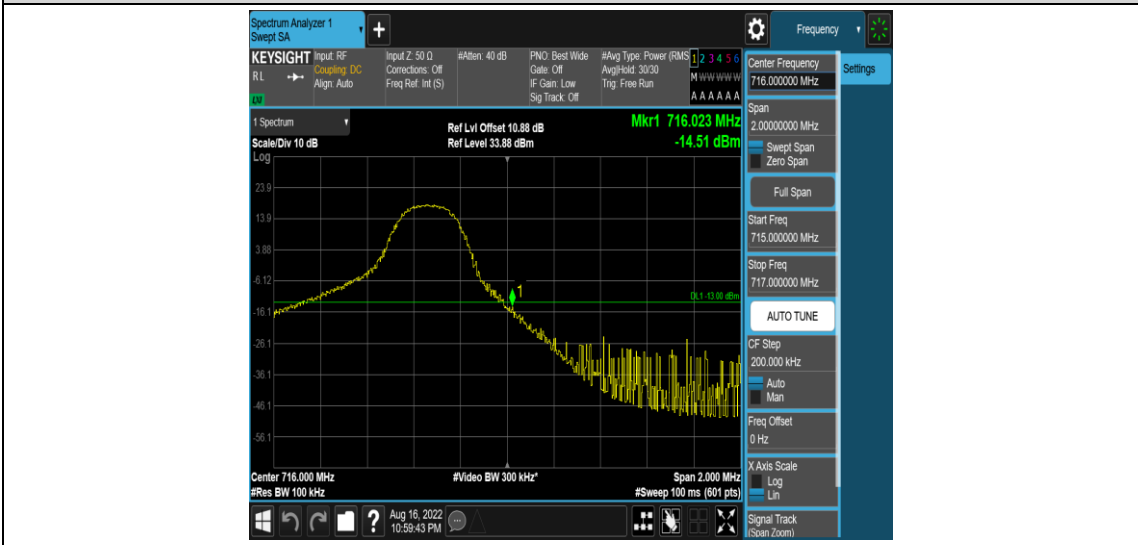 Spectrum Analyzer 1
Swept SA
+
Frequency
KEYSIGHT
RL
Input: RF
Coupling: DC
Align: Auto
Input Z: 50 Ω
Corrections: Off
Freq Ref: Int (S)
#Atten: 40 dB
PNO: Best Wide
Gate: Off
IF Gain: Low
Sig Track: Off
#Avg Type: Power (RMS
Avg|Hold: 30/30
Trig: Free Run
1 2 3 4 5 6
M W W W W W
A A A A A A
1 Spectrum
Scale/Div 10 dB
Log
Ref Lvl Offset 10.88 dB
Ref Level 33.88 dBm
Mkr1 716.023 MHz
-14.51 dBm
23.9
13.9
3.88
-6.12
-16.1
-26.1
-36.1
-46.1
-56.1
1
DL1 -13.00 dBm
Center 716.000 MHz
#Res BW 100 kHz
#Video BW 300 kHz*
Span 2.000 MHz
#Sweep 100 ms (601 pts)
?
Aug 16, 2022
10:59:43 PM
Settings
Center Frequency
716.000000 MHz
Span
2.00000000 MHz
Swept Span
Zero Span
Full Span
Start Freq
715.000000 MHz
Stop Freq
717.000000 MHz
AUTO TUNE
CF Step
200.000 kHz
Auto
Man
Freq Offset
0 Hz
X Axis Scale
Log
Lin
Signal Track
(Span Zoom)